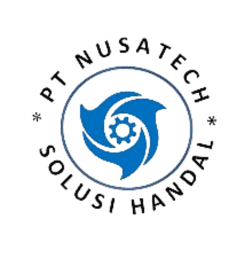 * PT NUSATECH *
SOLUSI HANDAL